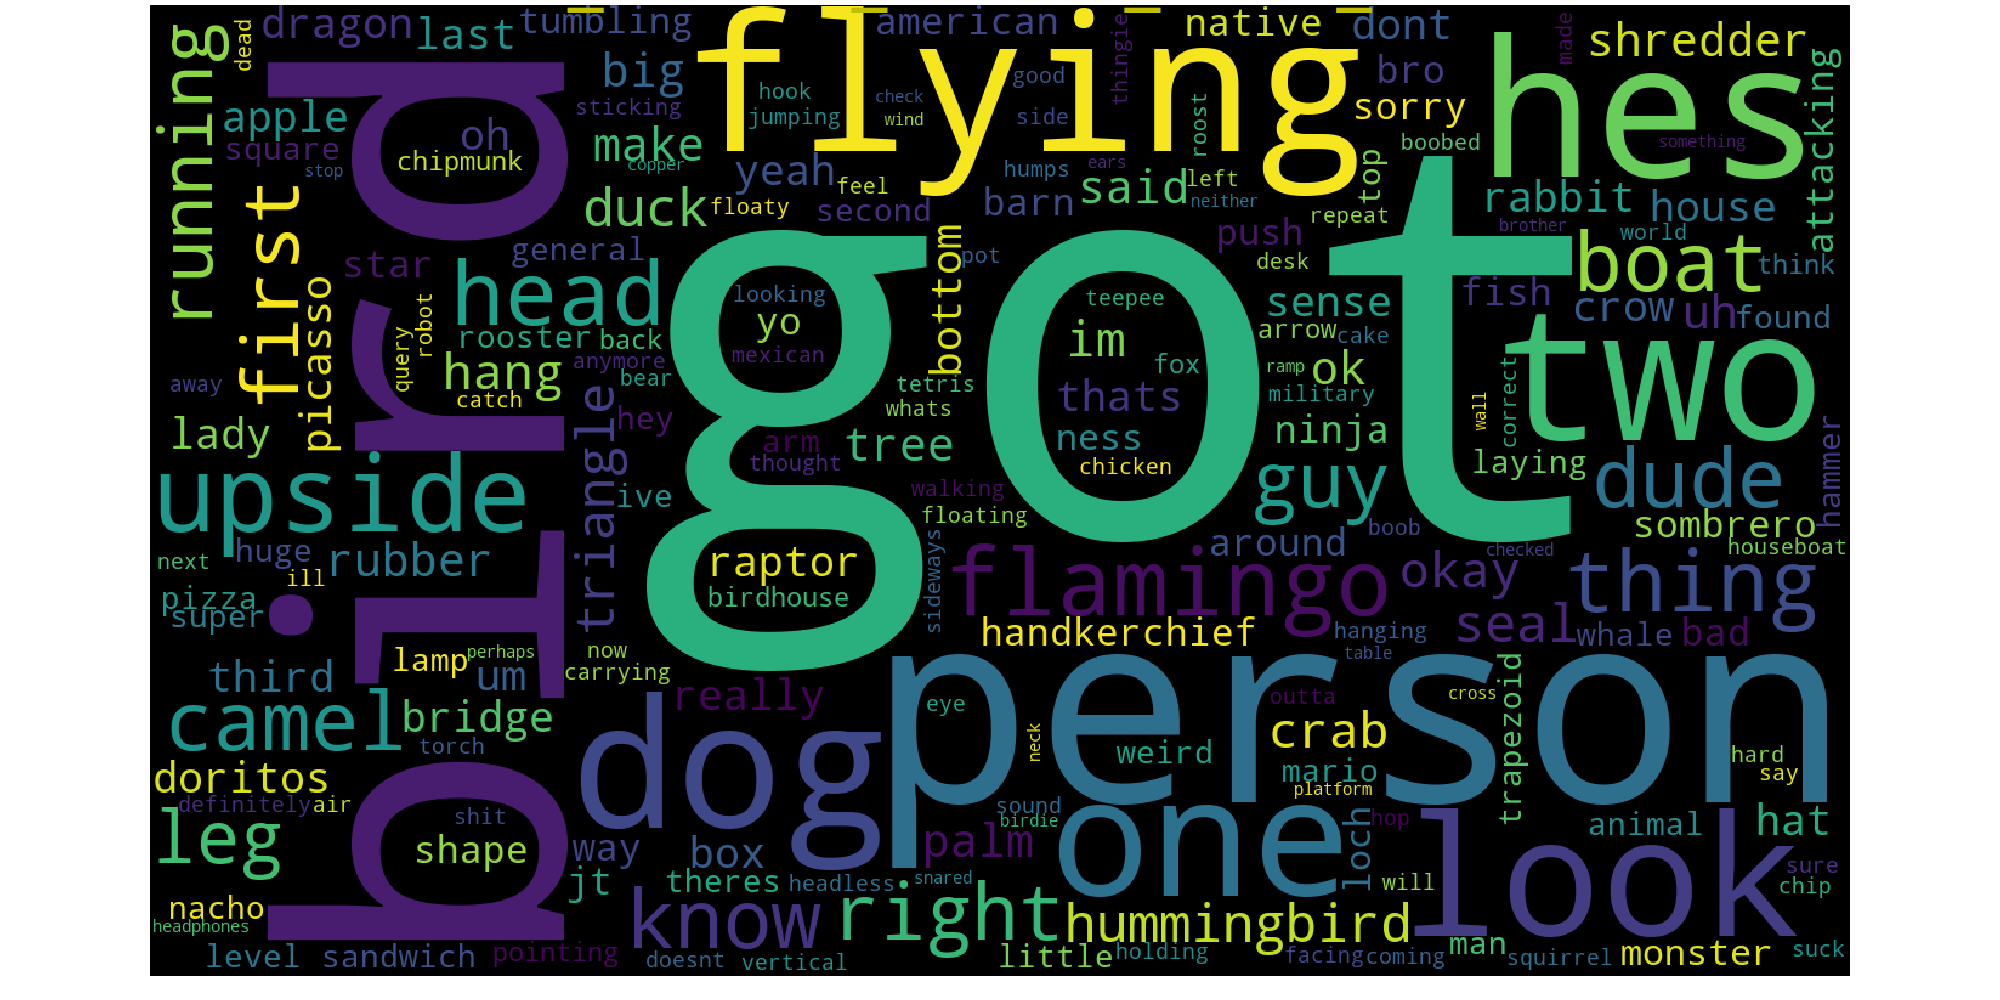 dragon
last
tumbling
american
native
dont
flying
hes
shredder
made
dead
running
big
hook
check
good
thingie
bro
sorry
apple
oh
sticking
jumping
wind
side
roost
boobed
something
attacking
square
chipmunk
make
copper
yeah
ears
humps
said
left
top
rabbit
house
stop
bird
duck
floaty
feel
second
barn
neither
repeat
brother
world
first
star
general
bottom
pot
push
desk
boat
think
picasso
head
looking
got
teepee
sense
fish
crow
uh
found
query
robot
rooster
back
yo
im
arrow
cake
two
hang
anymore
mexican
fox
ramp
ok
away
catch
bear
tetris
thats
military
wall
correct
lady
triangle
hey
arm
whats
tree
ness
ninja
hammer
upside
ive
thought
chicken
guy
laying
dude
walking
floating
boob
sombrero
next
huge
rubber
raptor
sideways
flamingo
around
okay
checked
houseboat
ill
birdhouse
thing
pizza
super
handkerchief
hanging
seal
whale
bad
third
lamp
perhaps
um
now
carrying
table
person
camel
bridge
really
eye
outta
cross
trapezoid
torch
dog
neck
weird
crab
hard
doritos
mario
say
definitely
air
platform
leg
shit
shape
way
box
sound
birdie
palm
one
loch
hop
look
animal
hat
jt
theres
headless
snared
will
sure
chip
nacho
headphones
know
right
hummingbird
level
sandwich
pointing
doesnt
vertical
little
holding
facing
coming
man
squirrel
monster
suck